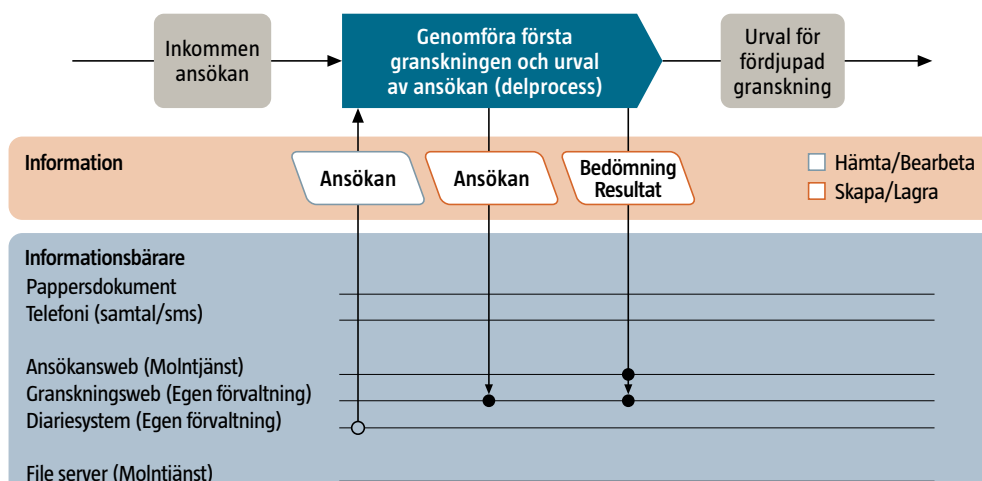 Inkommen
ansökan
Genomföra första
granskningen och urval
av ansökan (delprocess)
Urval för
fördjupad
granskning
Information
Ansökan
Ansökan
Bedömning
Resultat
Hämta/Bearbeta
Skapa/Lagra
Informationsbärare
Pappersdokument
Telefoni (samtal/sms)
Ansökansweb (Molntjänst)
Granskningsweb (Egen förvaltning)
Diariesystem (Egen förvaltning)
File server (Molntjänst)